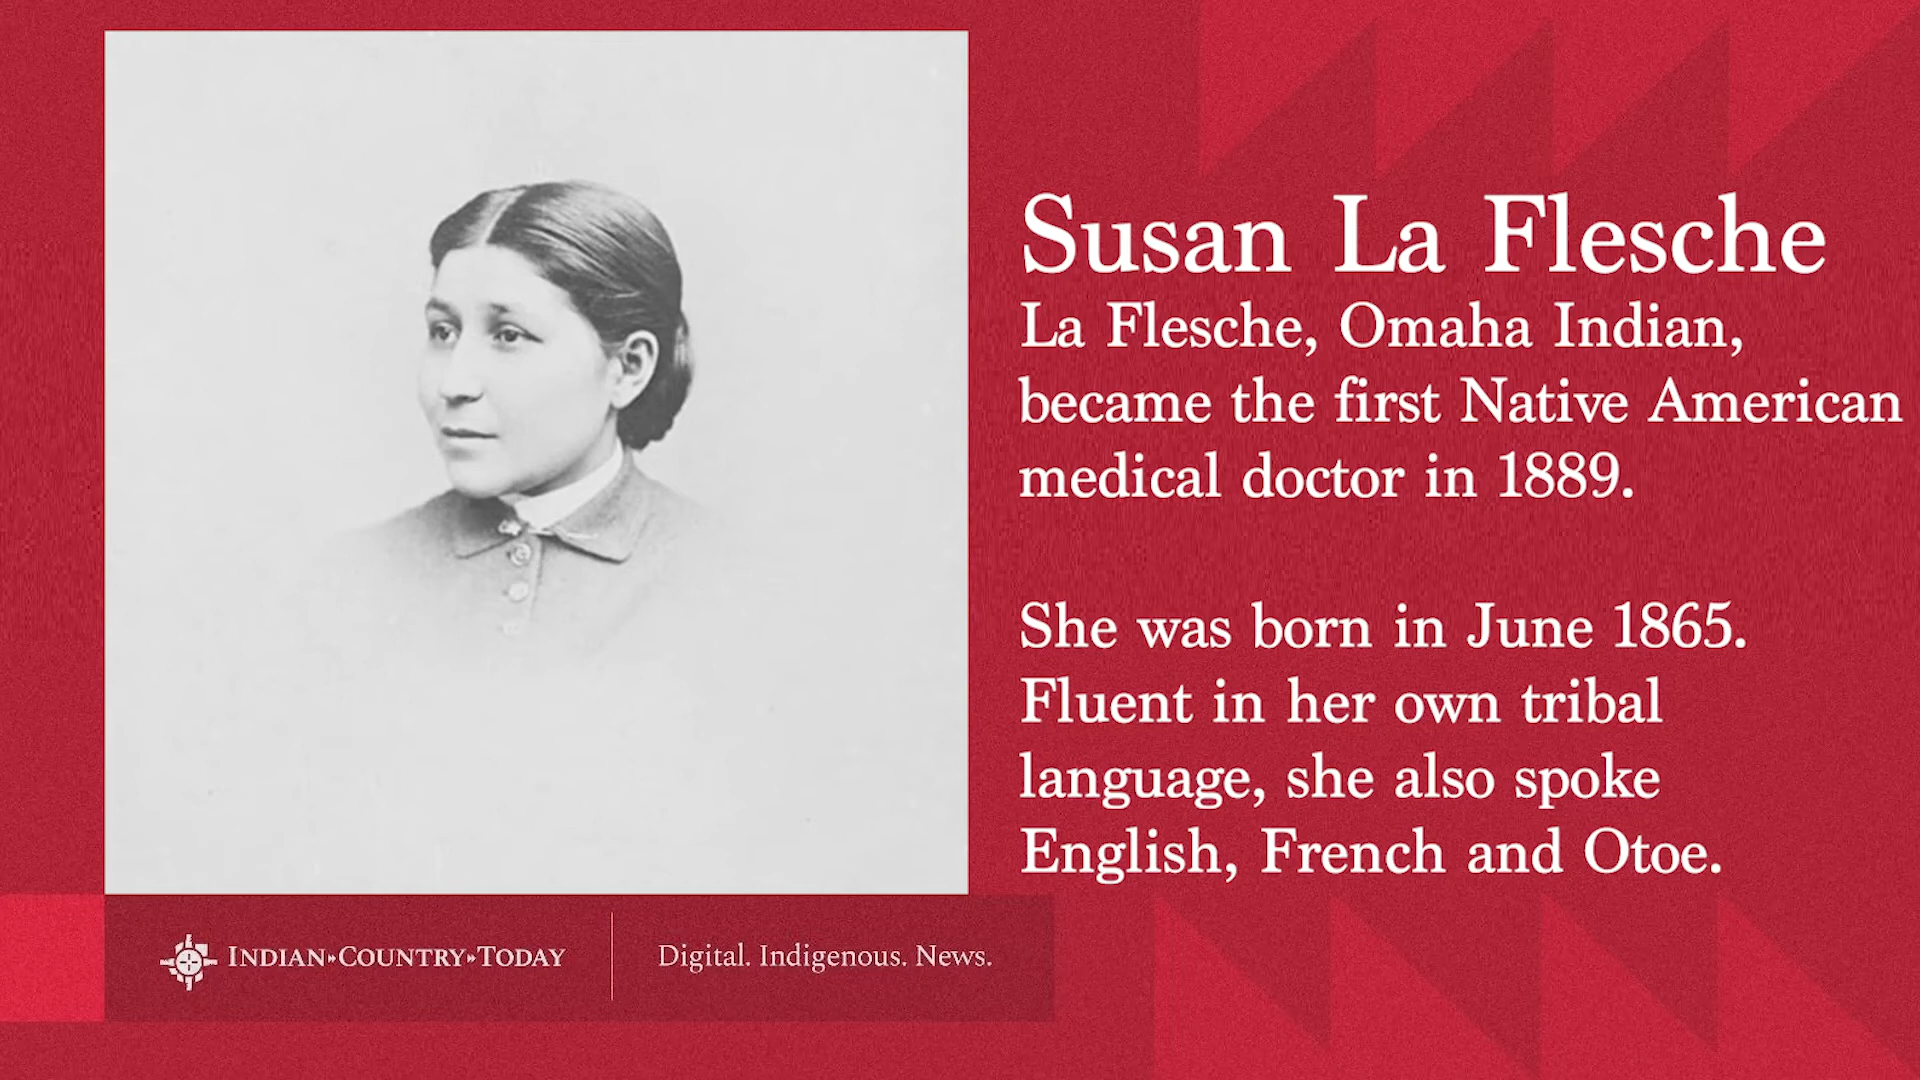 Susan La Flesche
La Flesche, Omaha Indian,
became the first Native American
medical doctor in 1889.
She was born in June 1865.
Fluent in her own tribal
language, she also spoke
English, French and Otoe.
INDIAN COUNTRY TODAY
Digital. Indigenous. News.